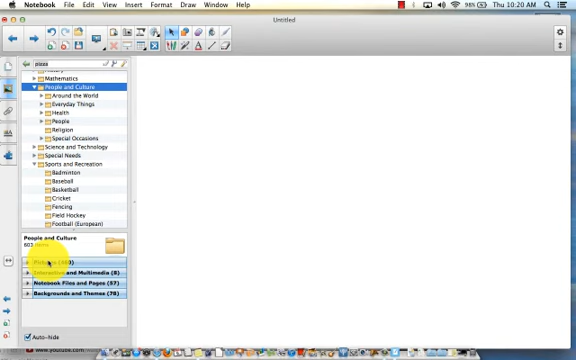 Notebook File Edit View Insert Format Draw Window Help 98% Thu 10:20 AM
Untitled
pizza
Mathematics
People and Culture
Around the World
Everyday Things
Health
People
Religion
Special Occasions
Science and Technology
Special Needs
Sports and Recreation
Badminton
Baseball
Basketball
Cricket
Fencing
Field Hockey
Football (European)
People and Culture
603 items
Interactive and Multimedia (8)
Notebook Files and Pages (57)
Backgrounds and Themes (78)
Auto-hide